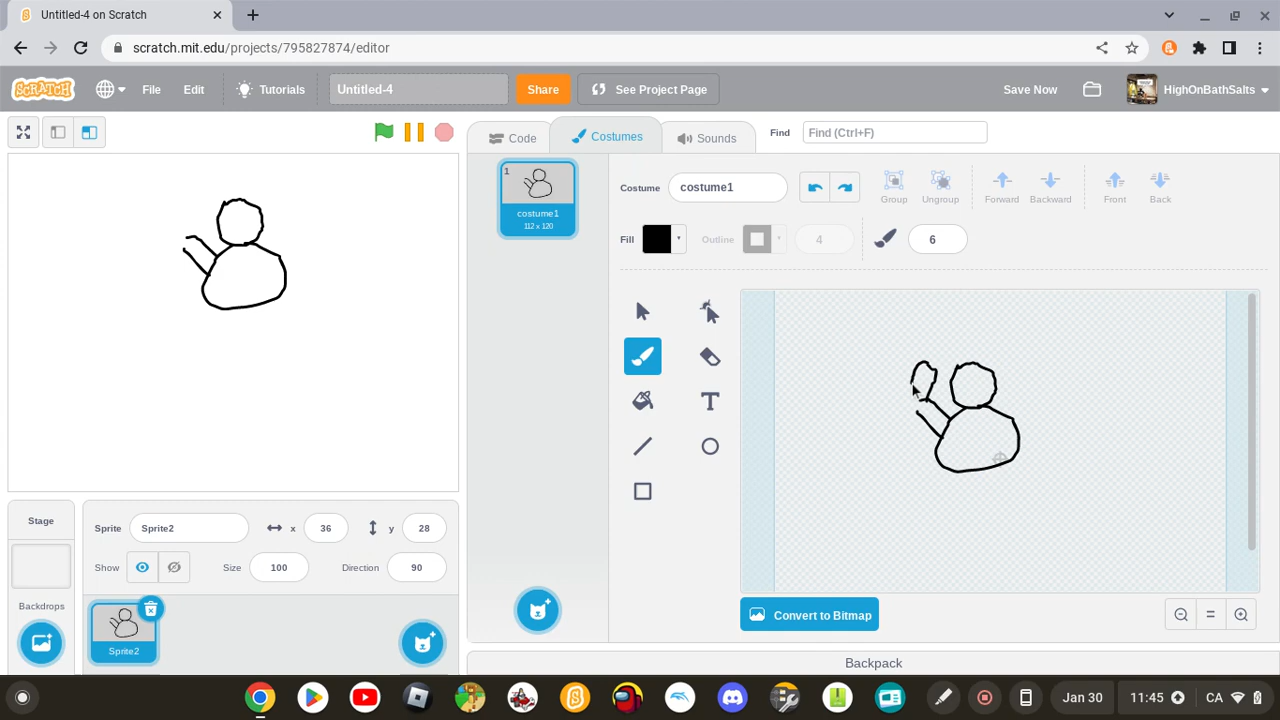 Untitled-4 on Scratch
scratch.mit.edu/projects/795827874/editor
SCRATCH
File
Edit
Tutorials
Untitled-4
Share
See Project Page
Save Now
HighOnBathSalts
Code
Costumes
Sounds
Find
Find (Ctrl+F)
1
costume1
112 x 120
Costume
costume1
Group
Ungroup
Forward
Backward
Front
Back
Fill
Outline
4
6
Convert to Bitmap
Stage
Backdrops
Sprite
Sprite2
x
36
y
28
Show
Size
100
Direction
90
Sprite2
Backpack
Jan 30
11:45
CA